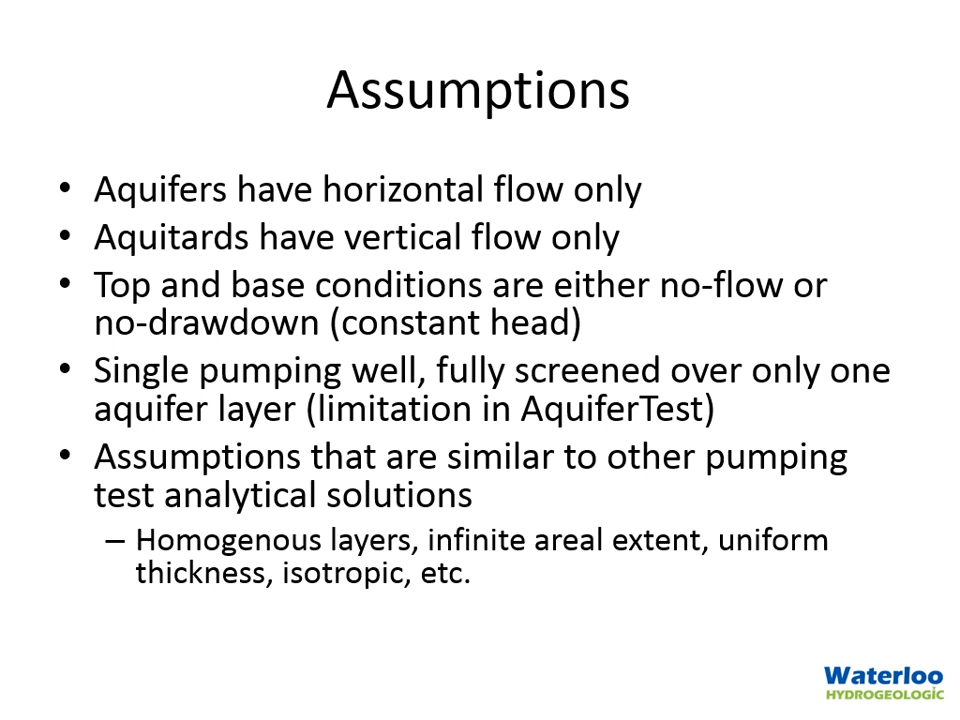 Assumptions
• Aquifers have horizontal flow only
• Aquitards have vertical flow only
• Top and base conditions are either no-flow or
no-drawdown (constant head)
• Single pumping well, fully screened over only one
aquifer layer (limitation in AquiferTest)
• Assumptions that are similar to other pumping
test analytical solutions
– Homogenous layers, infinite areal extent, uniform
thickness, isotropic, etc.
Waterloo
HYDROGEOLOGIC